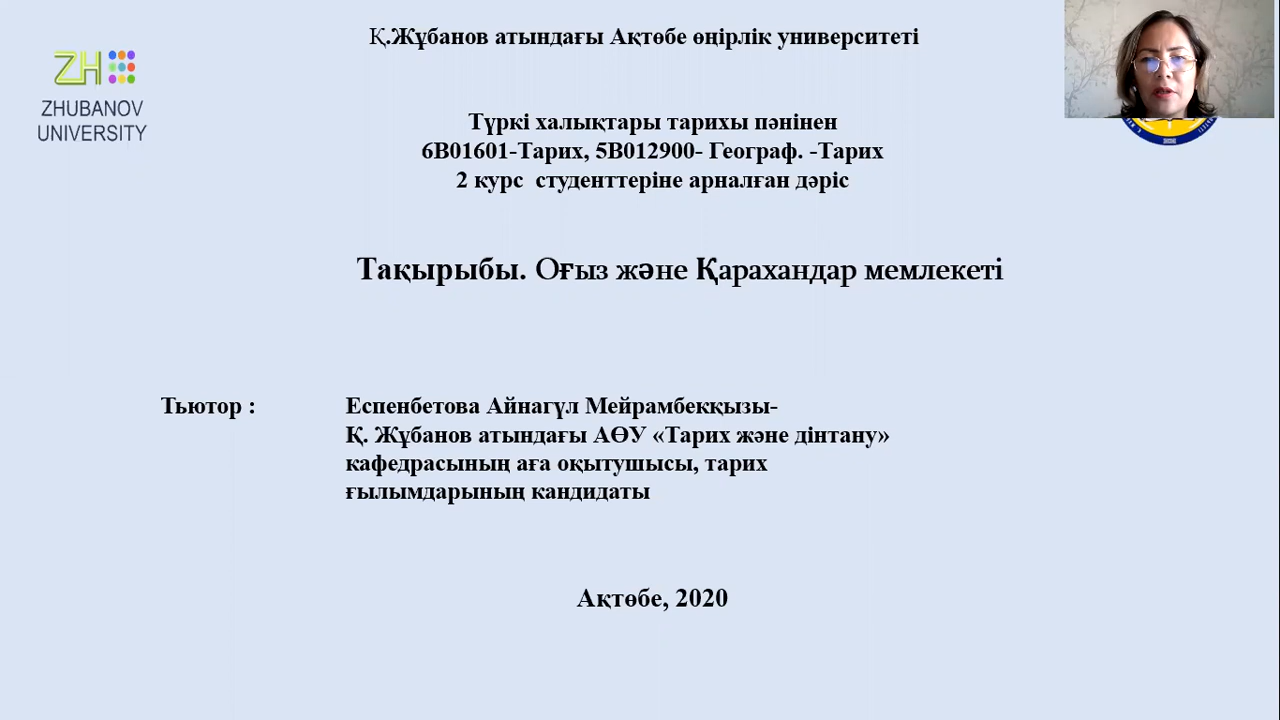 Қ.Жұбанов атындағы Ақтөбе өңірлік университеті
ZH
ZHUBANOV
UNIVERSITY
Түркі халықтары тарихы пәнінен
6В01601-Тарих, 5В012900- Географ. -Тарих
2 курс студенттеріне арналған дәріс
Тақырыбы. Оғыз және Қарахандар мемлекеті
Тьютор :
Еспенбетова Айнагүл Мейрамбекқызы-
Қ. Жұбанов атындағы АӨУ «Тарих және дінтану»
кафедрасының аға оқытушысы, тарих
ғылымдарының кандидаты
Ақтөбе, 2020